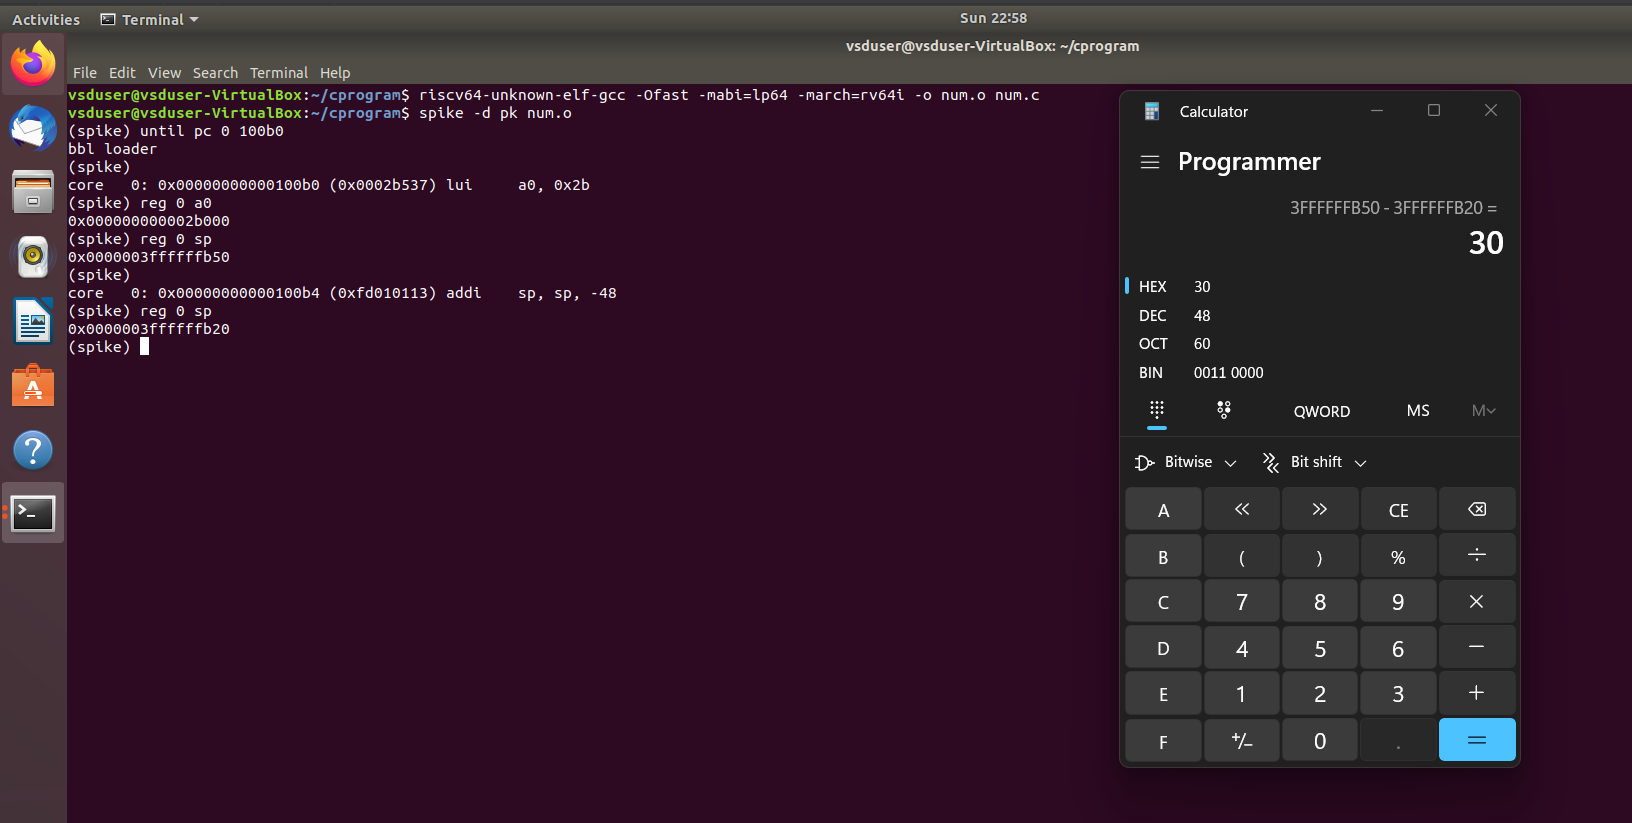 Activities
Terminal
Sun 22:58
vsduser@vsduser-VirtualBox: ~/cprogram
File Edit View Search Terminal Help
vsduser@vsduser-VirtualBox:~/cprogram$ riscv64-unknown-elf-gcc -Ofast -mabi=lp64 -march=rv64i -o num.o num.c
vsduser@vsduser-VirtualBox:~/cprogram$ spike -d pk num.o
(spike) until pc 0 100b0
bbl loader
(spike)
core   0: 0x00000000000100b0 (0x0002b537) lui     a0, 0x2b
(spike) reg 0 a0
0x000000000002b000
(spike) reg 0 sp
0x0000003ffffffb50
(spike)
core   0: 0x00000000000100b4 (0xfd010113) addi    sp, sp, -48
(spike) reg 0 sp
0x0000003ffffffb20
(spike)
Calculator
Programmer
3FFFFFFB50 - 3FFFFFFB20 =
30
HEX 30
DEC 48
OCT 60
BIN 0011 0000
QWORD MS M
Bitwise Bit shift
A « » CE
B ( ) % ÷
C 7 8 9 ×
D 4 5 6 −
E 1 2 3 +
F +/− 0 . =